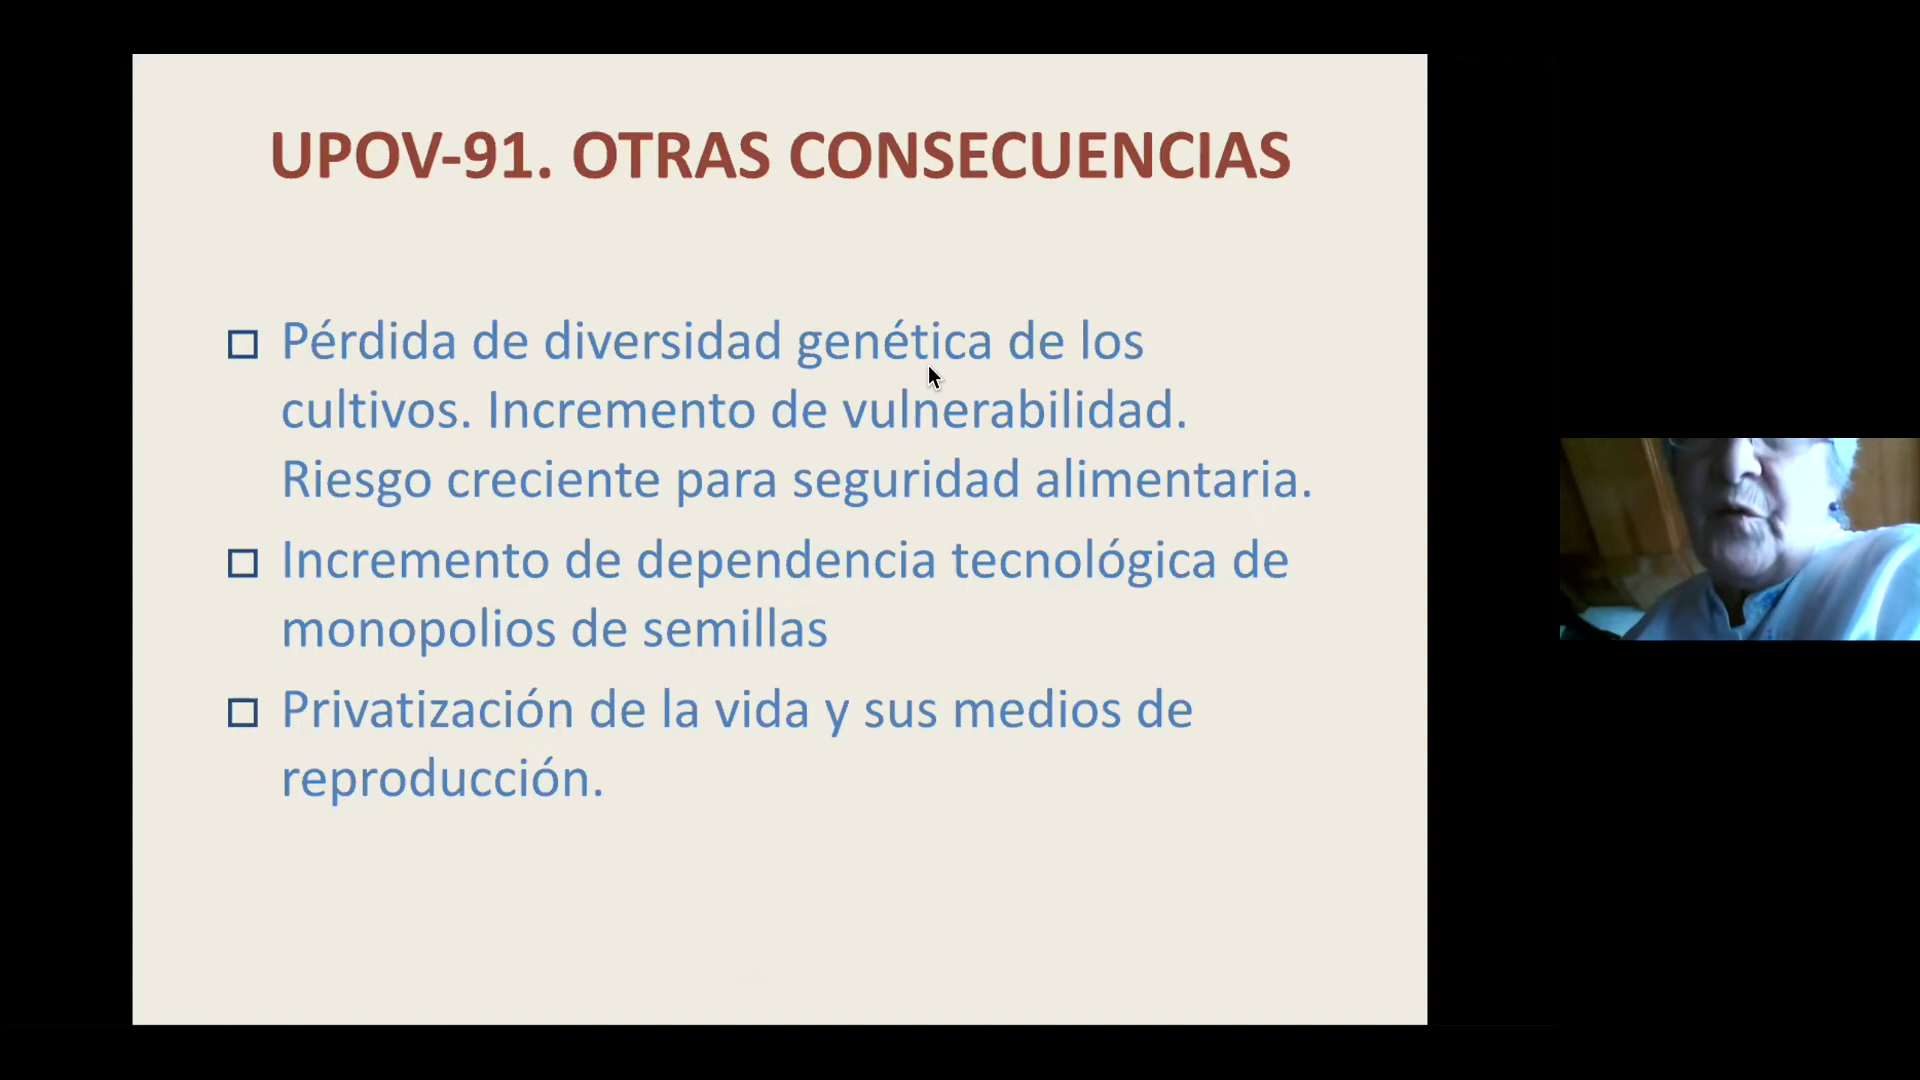 UPOV-91. OTRAS CONSECUENCIAS
Pérdida de diversidad genética de los
cultivos. Incremento de vulnerabilidad.
Riesgo creciente para seguridad alimentaria.
Incremento de dependencia tecnológica de
monopolios de semillas
Privatización de la vida y sus medios de
reproducción.